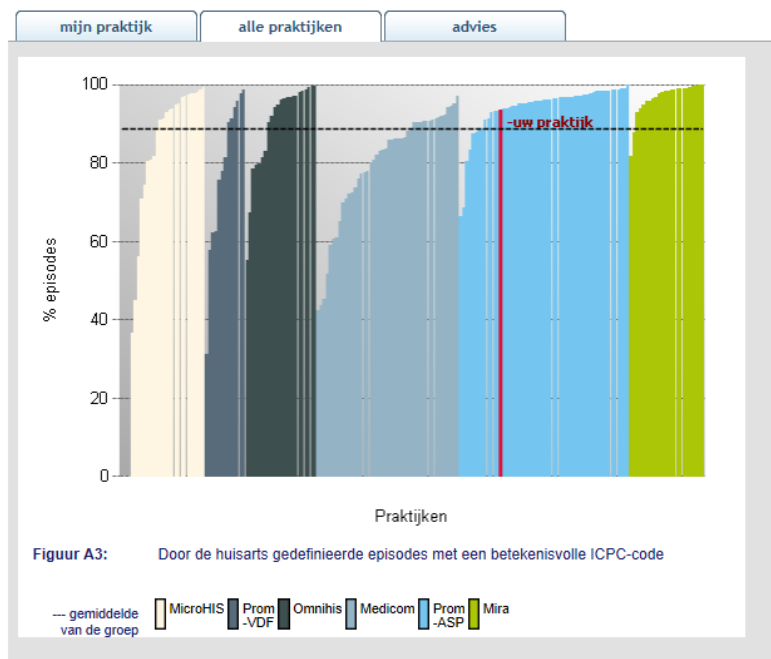 mijn praktijk
alle praktijken
advies
100
80
60
40
20
0
% episodes
-uw praktijk
Praktijken
Figuur A3: Door de huisarts gedefinieerde episodes met een betekenisvolle ICPC-code
--- gemiddelde
van de groep
MicroHIS
Prom
-VDF
Omnihis
Medicom
Prom
-ASP
Mira